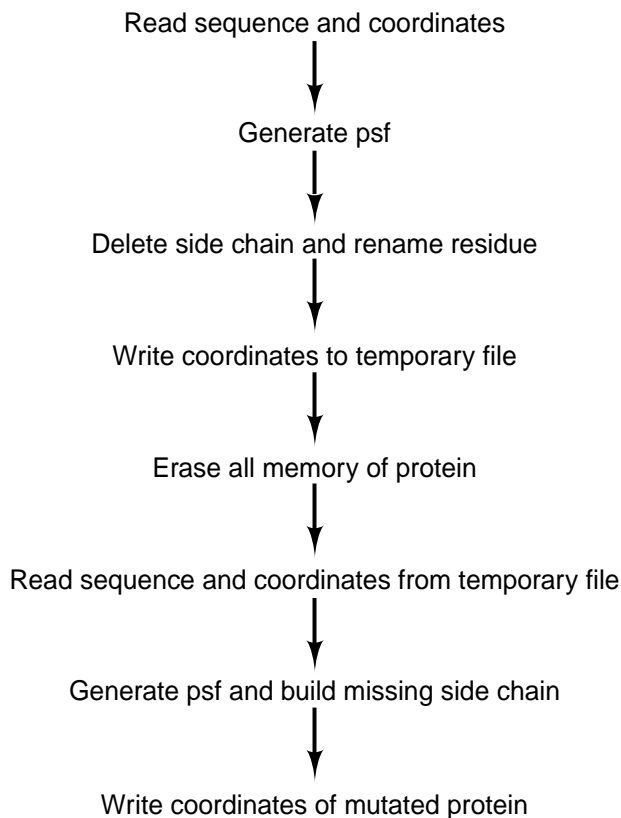 Read sequence and coordinates
Generate psf
Delete side chain and rename residue
Write coordinates to temporary file
Erase all memory of protein
Read sequence and coordinates from temporary file
Generate psf and build missing side chain
Write coordinates of mutated protein